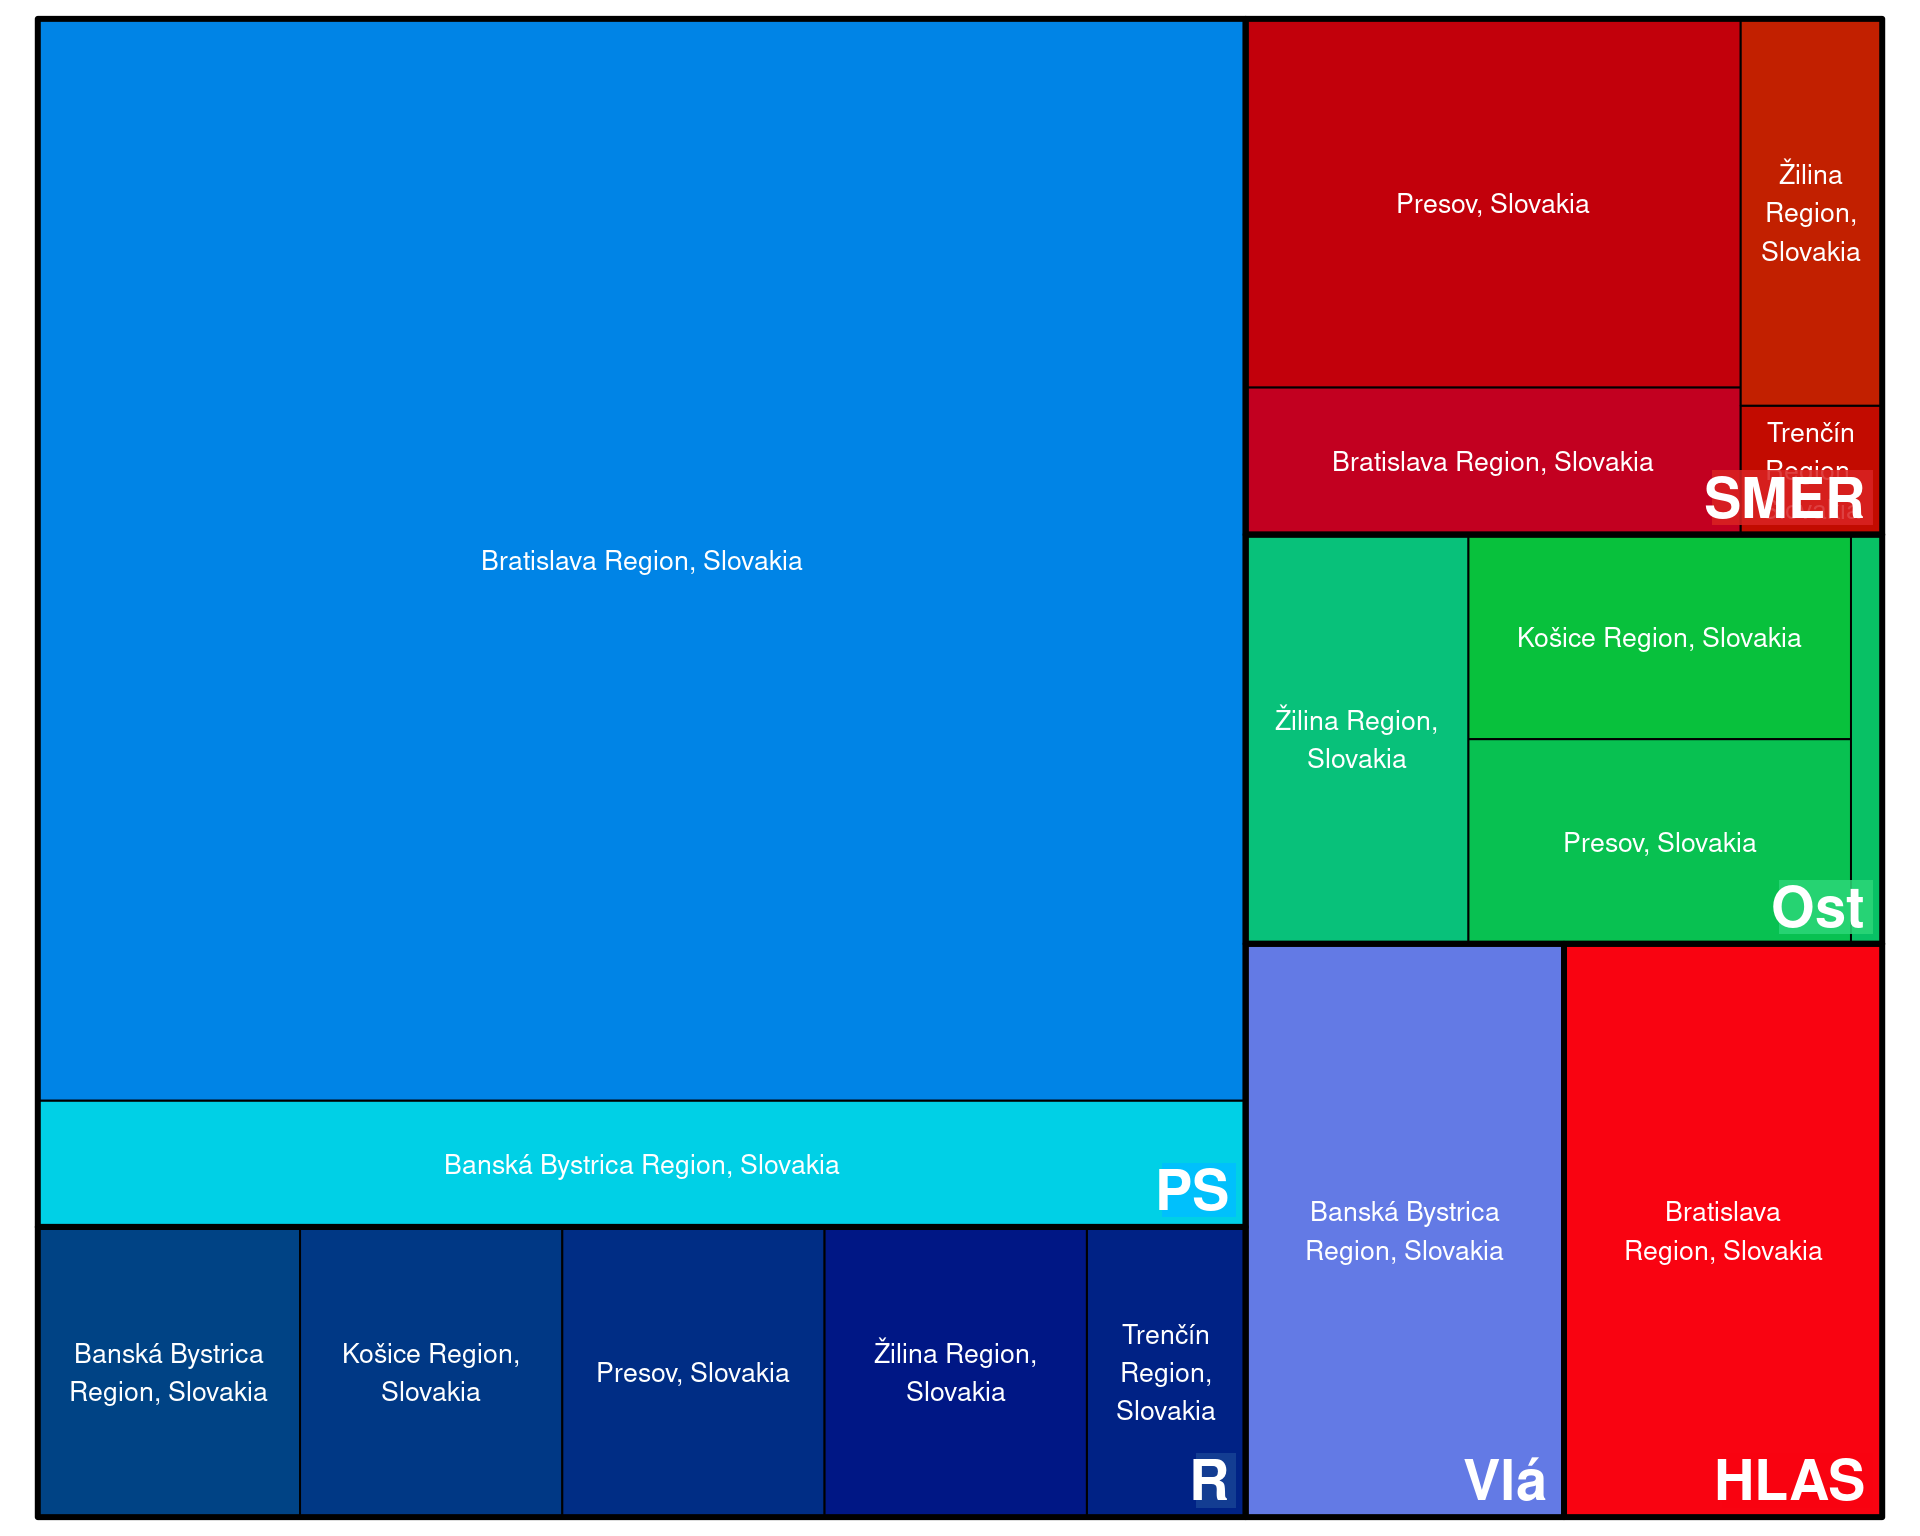 Bratislava Region, Slovakia
Banská Bystrica Region, Slovakia
PS
Banská Bystrica
Region, Slovakia
Košice Region,
Slovakia
Presov, Slovakia
Žilina Region,
Slovakia
Trenčín
Region,
Slovakia
R
Presov, Slovakia
Žilina
Region,
Slovakia
Bratislava Region, Slovakia
Trenčín
Region,
SMER
Žilina Region,
Slovakia
Košice Region, Slovakia
Presov, Slovakia
Ost
Banská Bystrica
Region, Slovakia
Vlá
Bratislava
Region, Slovakia
HLAS